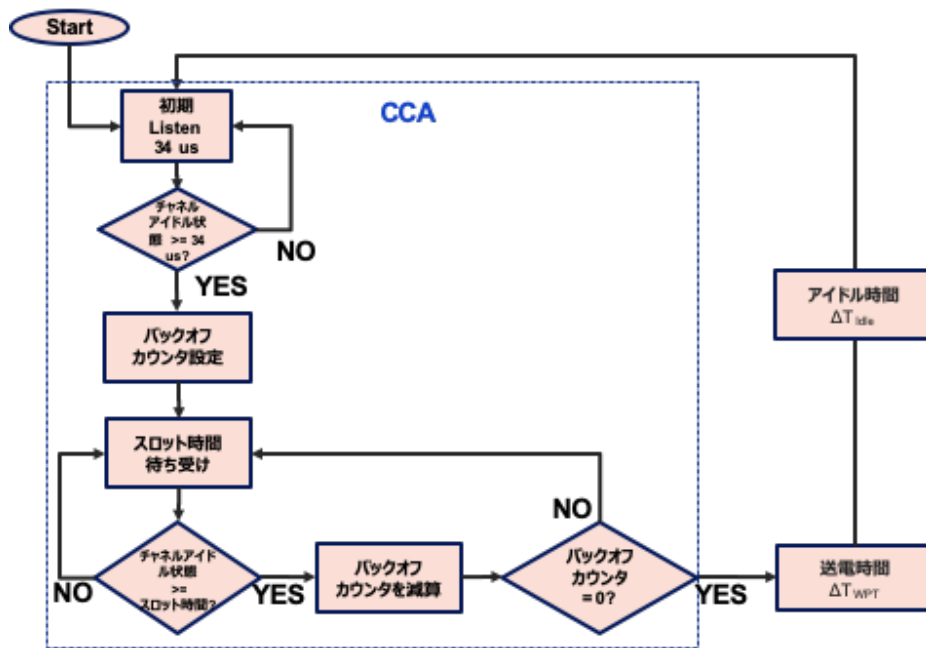 Start
CCA
初期
Listen
34 us
チャネル
アイドル状
態 >= 34
us?
NO
YES
バックオフ
カウンタ設定
スロット時間
待ち受け
チャネルアイド
ル状態
>=
スロット時間?
NO
YES
バックオフ
カウンタを減算
バックオフ
カウンタ
=0?
NO
YES
送電時間
ΔT WPT
アイドル時間
ΔT Idle